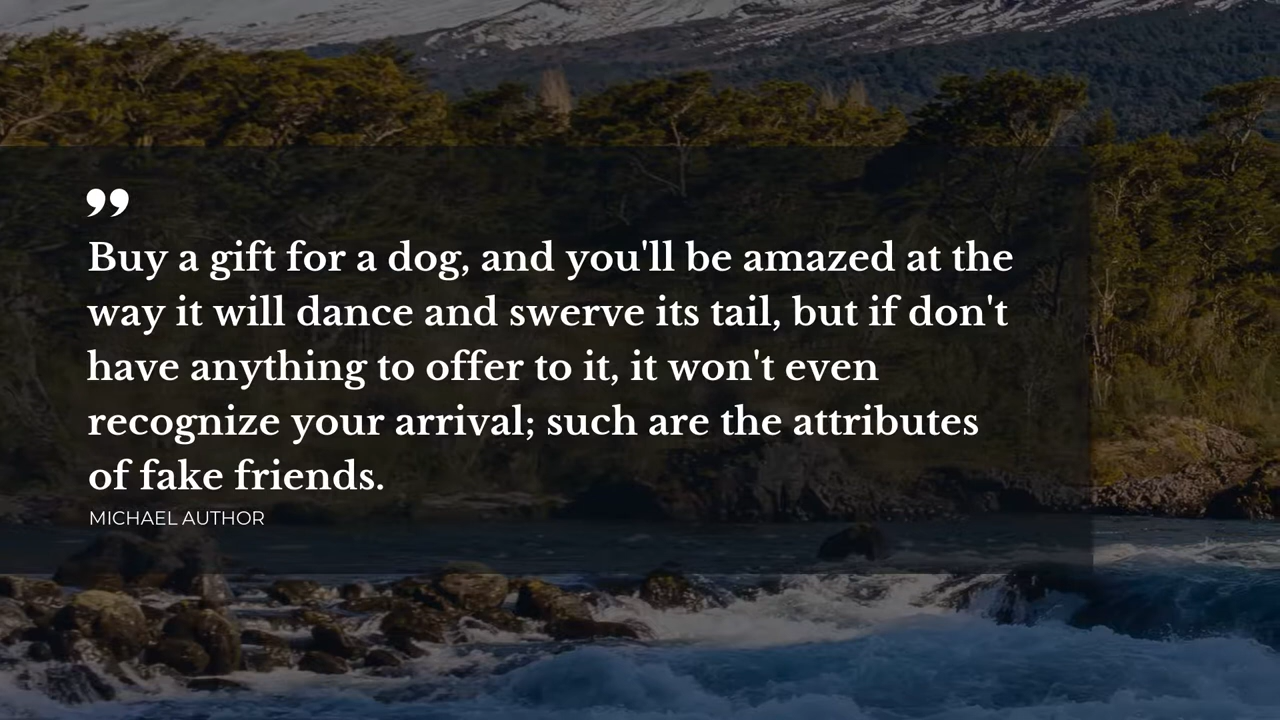 ”
Buy a gift for a dog, and you'll be amazed at the
way it will dance and swerve its tail, but if don't
have anything to offer to it, it won't even
recognize your arrival; such are the attributes
of fake friends.
MICHAEL AUTHOR